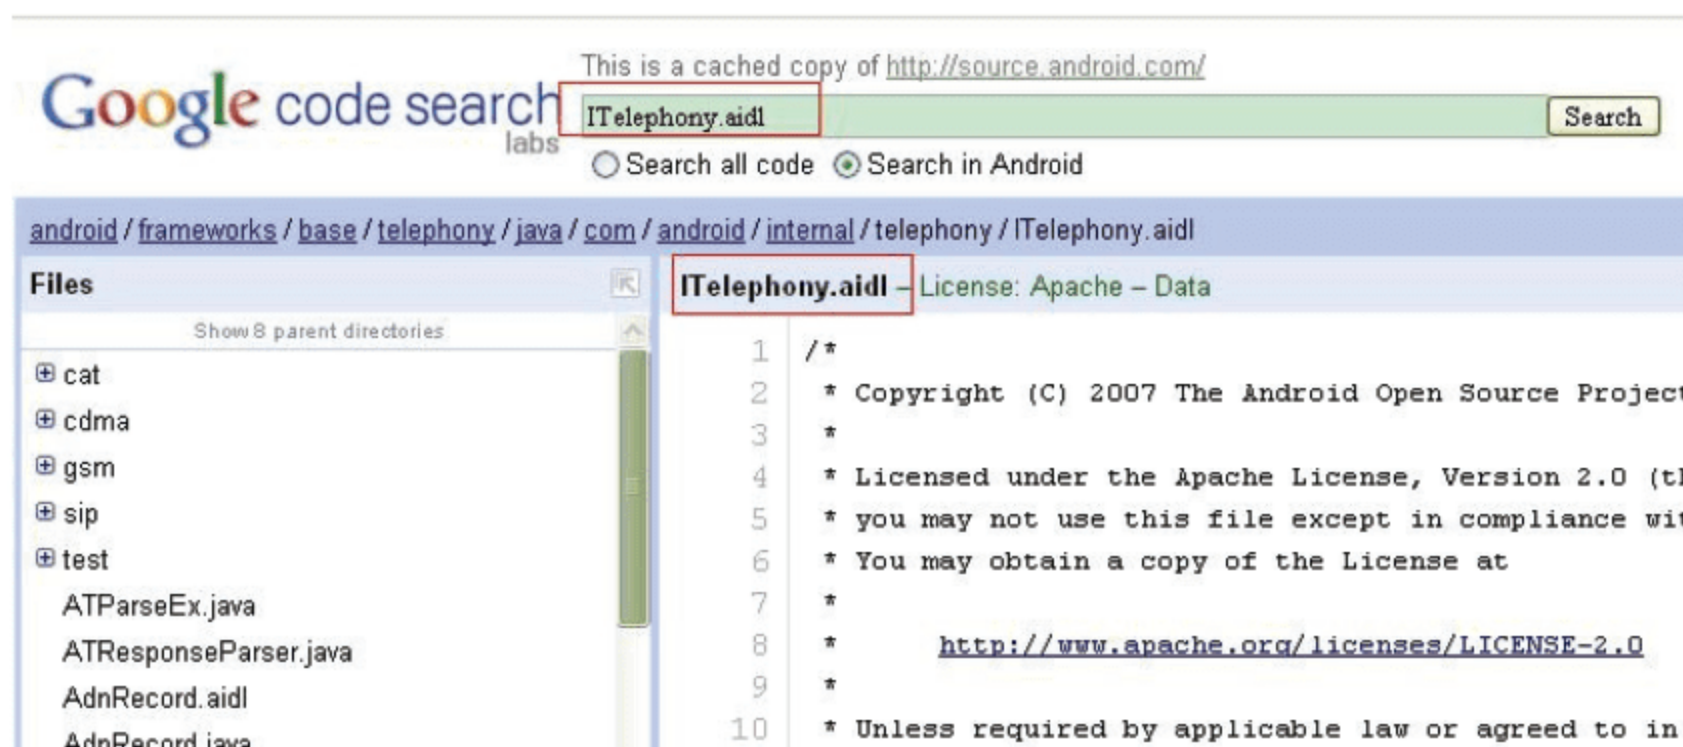 This is a cached copy of http://source.android.com/
Google code search
labs
ITelephony.aidl
Search
Search all code Search in Android
android / frameworks / base / telephony / java / com / android / internal / telephony / ITelephony.aidl
Files
Show 8 parent directories
cat
cdma
gsm
sip
test
ATParseEx.java
ATResponseParser.java
AdnRecord.aidl
AdnRecord.java
ITelephony.aidl – License: Apache – Data
1 /*
2 * Copyright (C) 2007 The Android Open Source Project
3 *
4 * Licensed under the Apache License, Version 2.0 (th
5 * you may not use this file except in compliance wit
6 * You may obtain a copy of the License at
7 *
8 * http://www.apache.org/licenses/LICENSE-2.0
9 *
10 * Unless required by applicable law or agreed to in